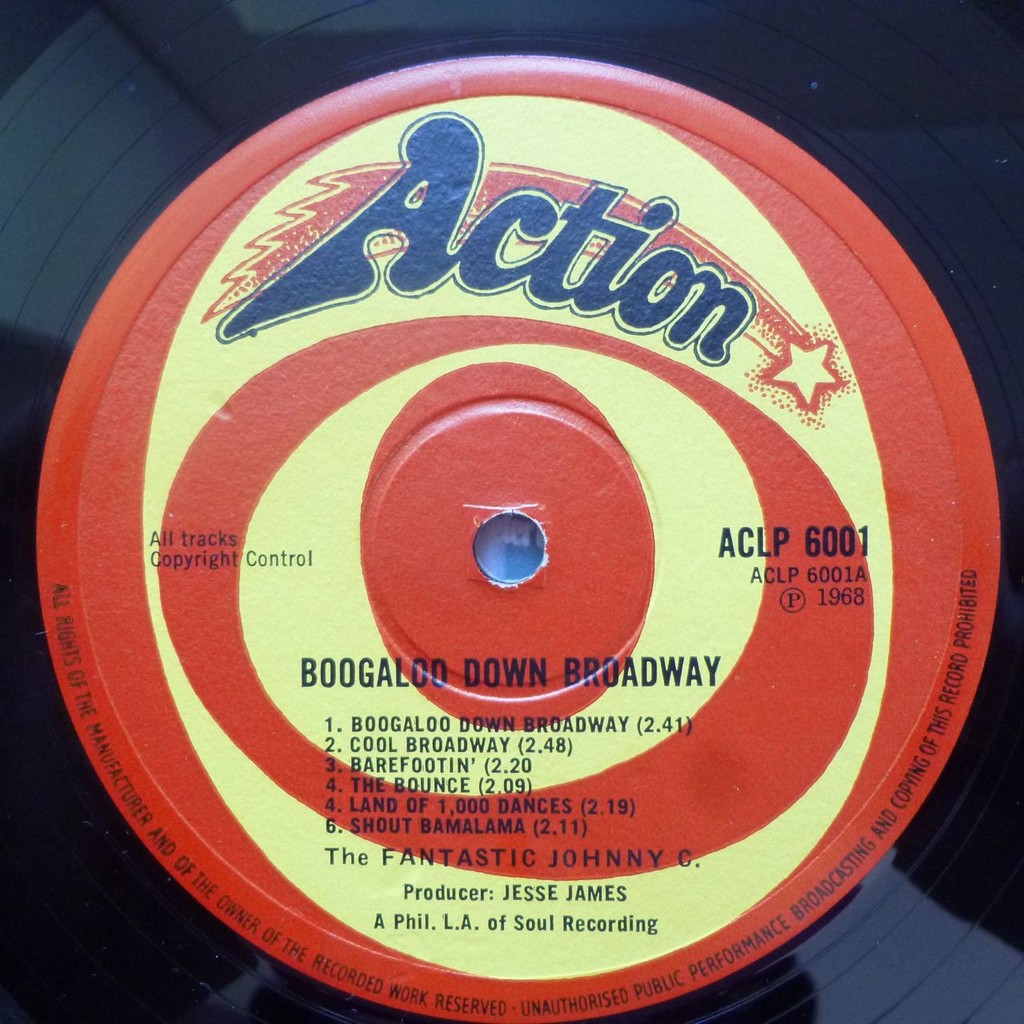 Action
All tracks
Copyright Control
ACLP 6001
ACLP 6001A
Ⓟ 1968
BOOGALOO DOWN BROADWAY
1. BOOGALOO DOWN BROADWAY (2.41)
2. COOL BROADWAY (2.48)
3. BAREFOOTIN' (2.20
4. THE BOUNCE (2.09)
4. LAND OF 1,000 DANCES (2.19)
6. SHOUT BAMALAMA (2.11)
The FANTASTIC JOHNNY C.
Producer: JESSE JAMES
A Phil. L.A. of Soul Recording
ALL RIGHTS OF THE MANUFACTURER AND OF THE OWNER OF THE RECORDED WORK RESERVED · UNAUTHORISED PUBLIC PERFORMANCE BROADCASTING AND COPYING OF THIS RECORD PROHIBITED